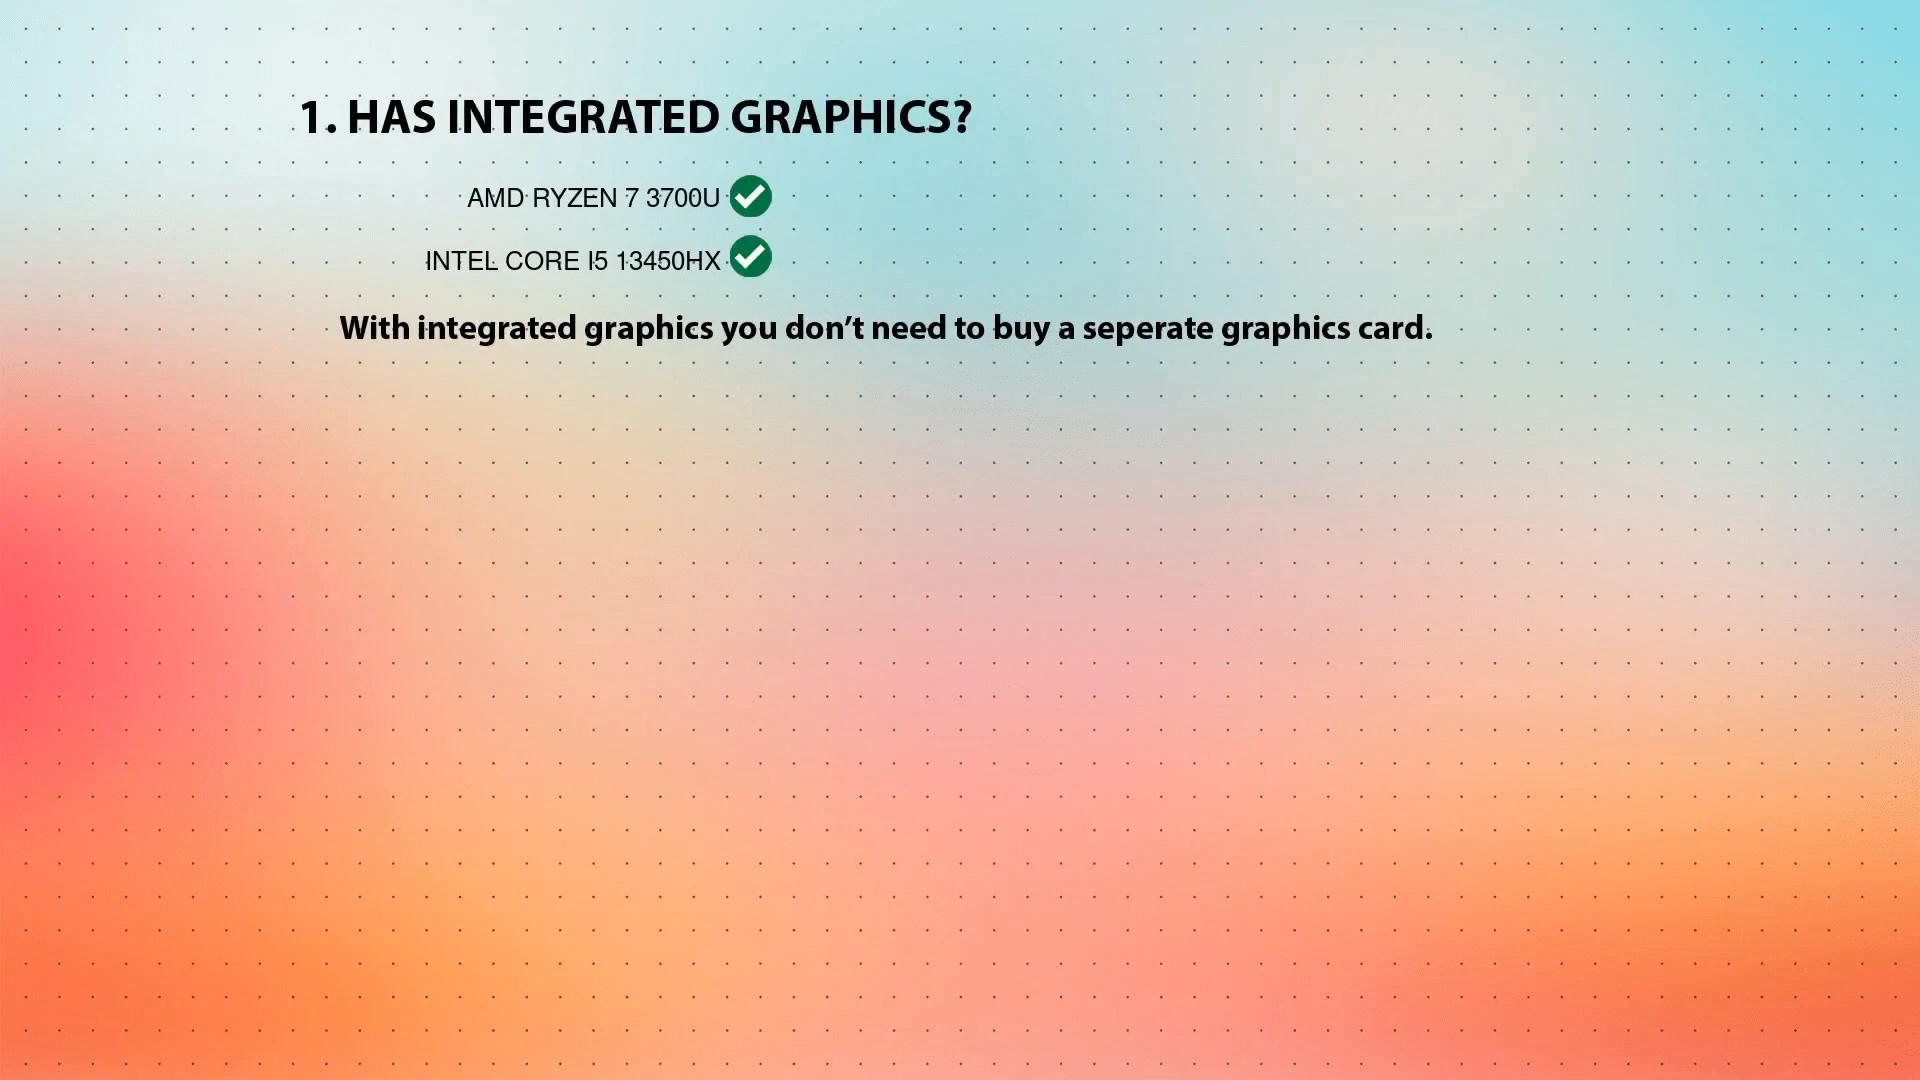 1. HAS INTEGRATED GRAPHICS?
AMD RYZEN 7 3700U
INTEL CORE I5 13450HX
With integrated graphics you don’t need to buy a seperate graphics card.